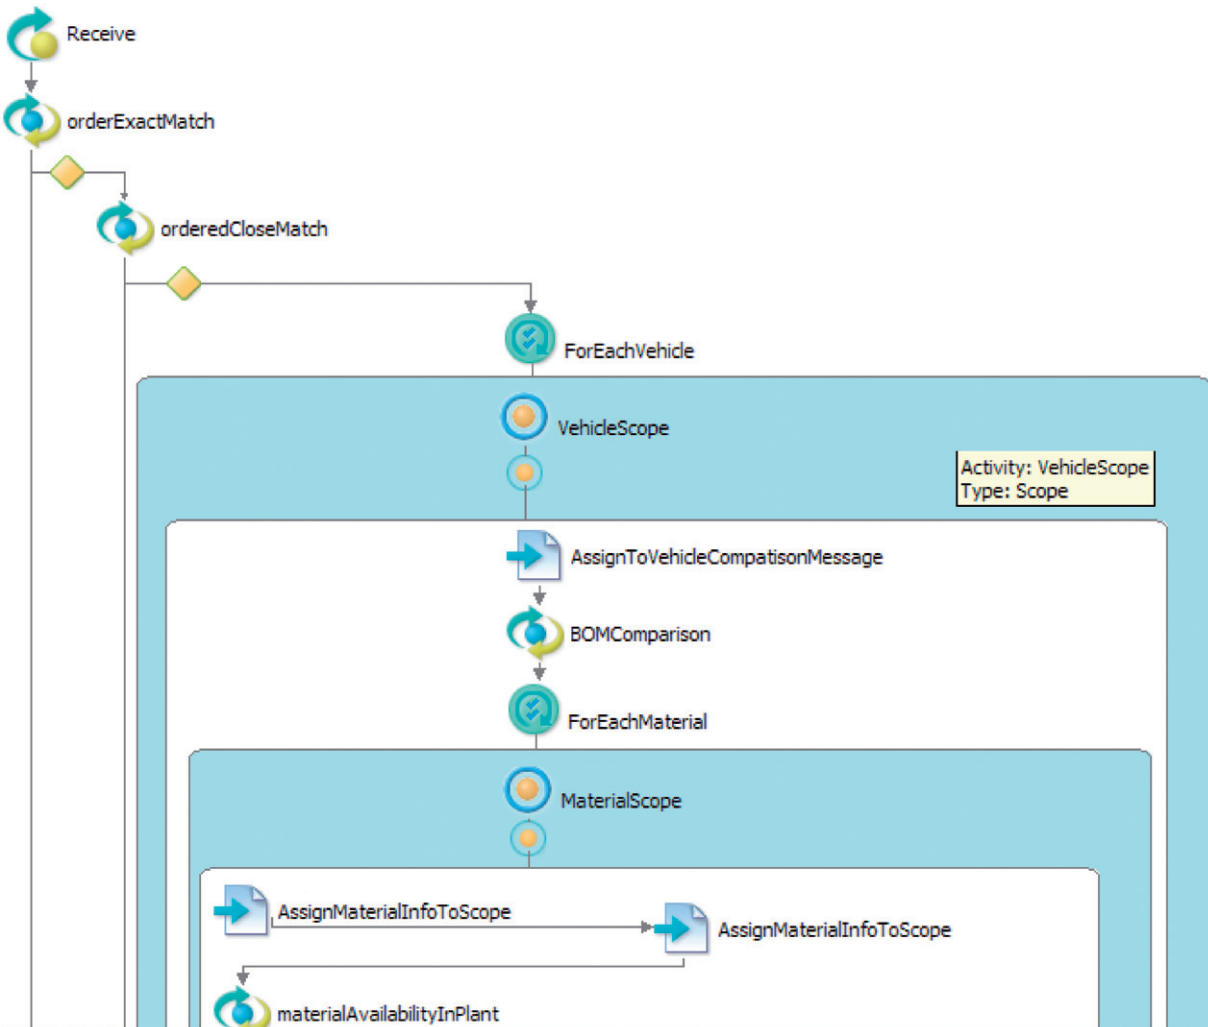 Receive
orderExactMatch
orderedCloseMatch
ForEachVehicle
VehicleScope
Activity: VehicleScope
Type: Scope
AssignToVehicleCompatisonMessage
BOMComparison
ForEachMaterial
MaterialScope
AssignMaterialInfoToScope
AssignMaterialInfoToScope
materialAvailabilityInPlant